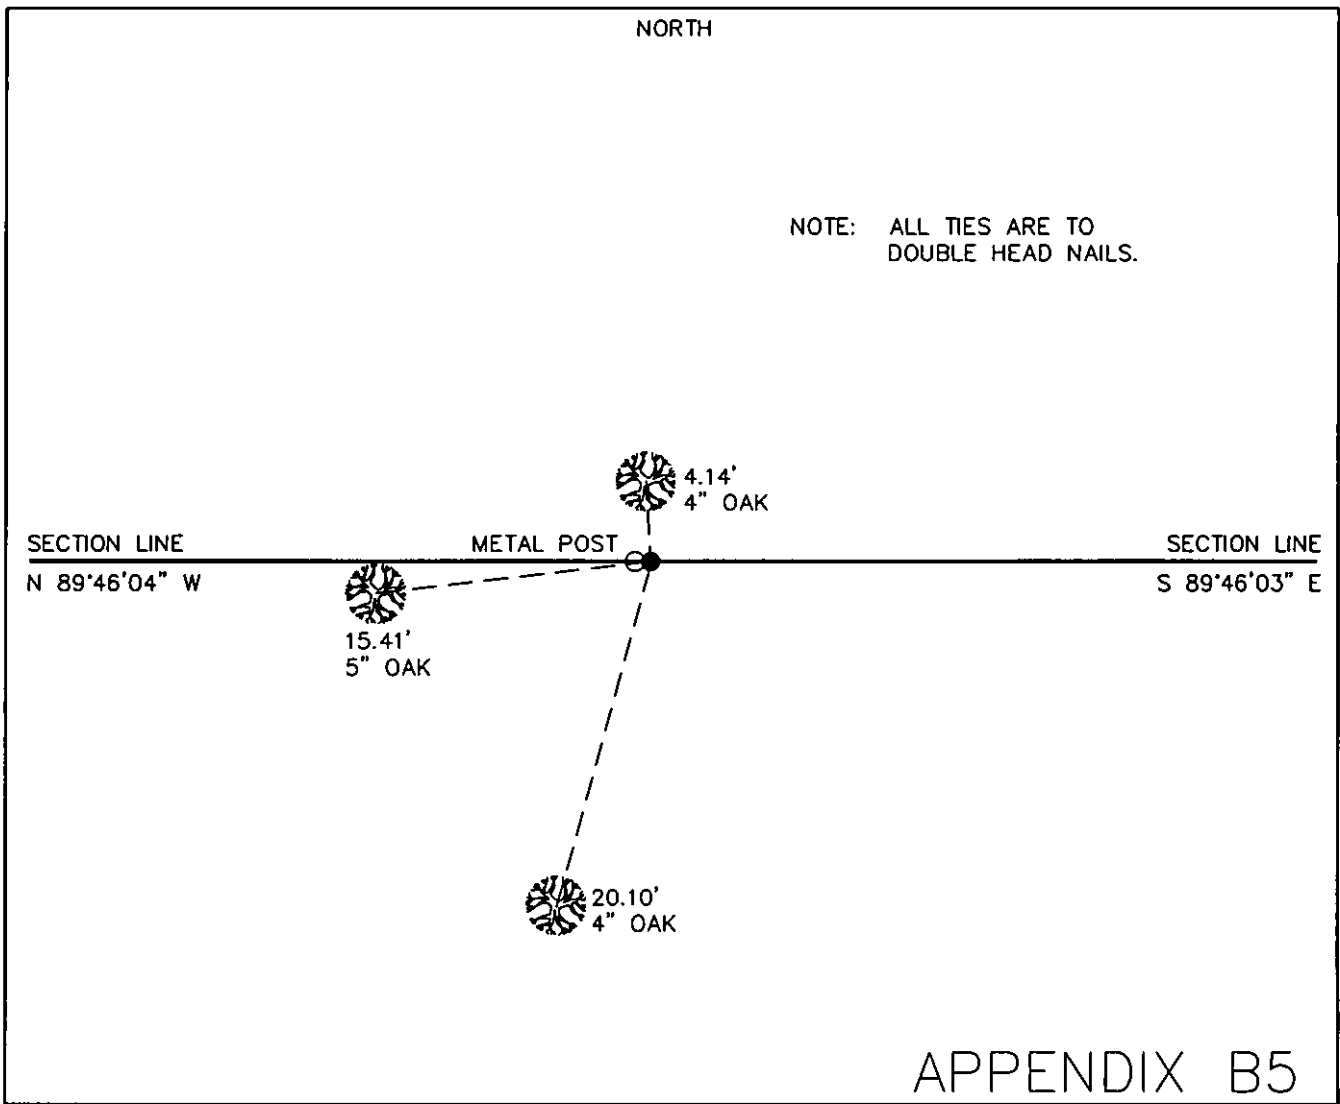 NORTH
NOTE: ALL TIES ARE TO
DOUBLE HEAD NAILS.
4.14'
4" OAK
SECTION LINE
METAL POST
SECTION LINE
N 89°46'04" W
S 89°46'03" E
15.41'
5" OAK
20.10'
4" OAK
APPENDIX B5